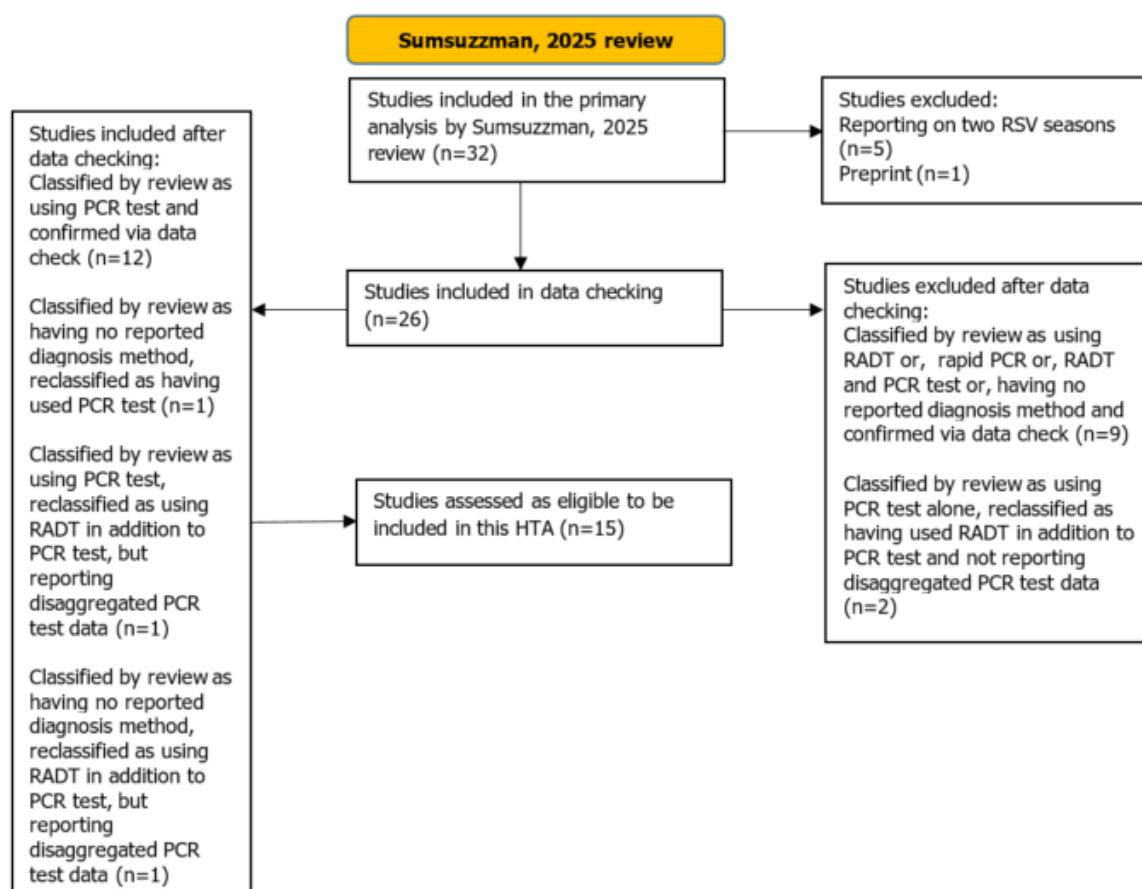 Sumsuzzman, 2025 review
Studies included in the primary
analysis by Sumsuzzman, 2025
review (n=32)
Studies excluded:
Reporting on two RSV seasons
(n=5)
Preprint (n=1)
Studies included after
data checking:
Classified by review as
using PCR test and
confirmed via data
check (n=12)
Classified by review as
having no reported
diagnosis method,
reclassified as having
used PCR test (n=1)
Classified by review as
using PCR test,
reclassified as using
RADT in addition to
PCR test, but
reporting
disaggregated PCR
test data (n=1)
Classified by review as
having no reported
diagnosis method,
reclassified as using
RADT in addition to
PCR test, but
reporting
disaggregated PCR
test data (n=1)
Studies included in data checking
(n=26)
Studies excluded after data
checking:
Classified by review as using
RADT or, rapid PCR or, RADT
and PCR test or, having no
reported diagnosis method and
confirmed via data check (n=9)
Classified by review as using
PCR test alone, reclassified as
having used RADT in addition to
PCR test and not reporting
disaggregated PCR test data
(n=2)
Studies assessed as eligible to be
included in this HTA (n=15)